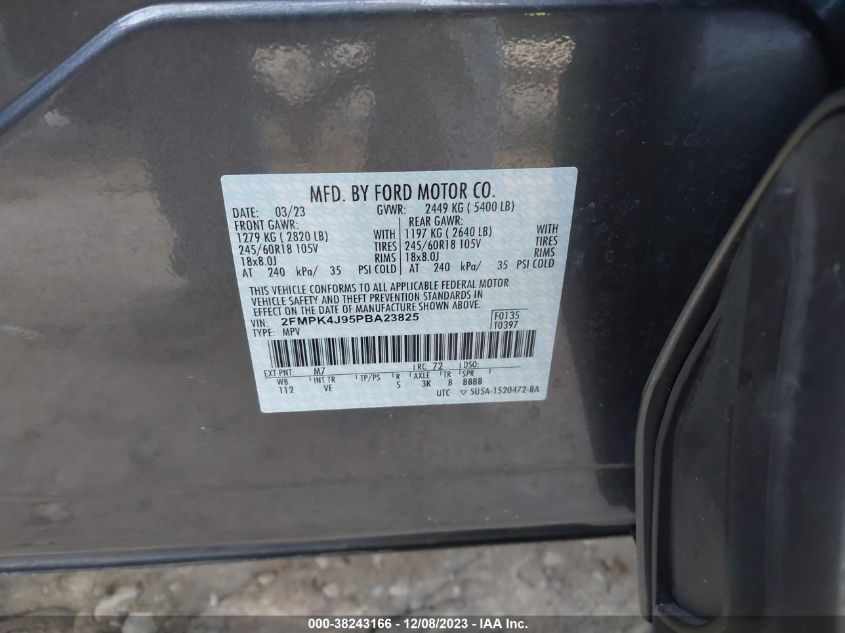 MFD. BY FORD MOTOR CO.
DATE: 03/23 GVWR: 2449 KG ( 5400 LB)
FRONT GAWR: REAR GAWR:
1279 KG ( 2820 LB) WITH 1197 KG ( 2640 LB) WITH
245/60R18 105V TIRES 245/60R18 105V TIRES
18x8.0J RIMS 18x8.0J RIMS
AT 240 kPa/ 35 PSI COLD AT 240 kPa/ 35 PSI COLD
THIS VEHICLE CONFORMS TO ALL APPLICABLE FEDERAL MOTOR
VEHICLE SAFETY AND THEFT PREVENTION STANDARDS IN
EFFECT ON THE DATE OF MANUFACTURE SHOWN ABOVE.
VIN: 2FMPK4J95PBA23825 F0135
TYPE: MPV T0397
EXT PNT: M7 RC: 72 DSO:
WB INT TR TP/PS R AXLE TR SPR
112 VE S 3K 8 BBBB
UTC ▽ 5U5A-1520472-BA
000-38243166 - 12/08/2023 - IAA Inc.